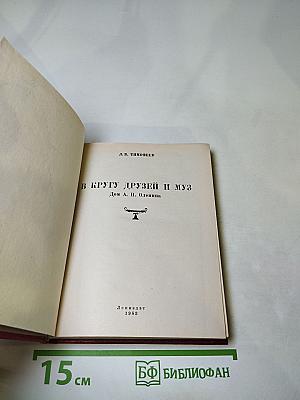 Л. В. ТИМОФЕЕВ
В КРУГУ ДРУЗЕЙ И МУЗ
Дом А. Н. Оленина
Лениздат
1983
15 см
БФ БИБЛИОФАН